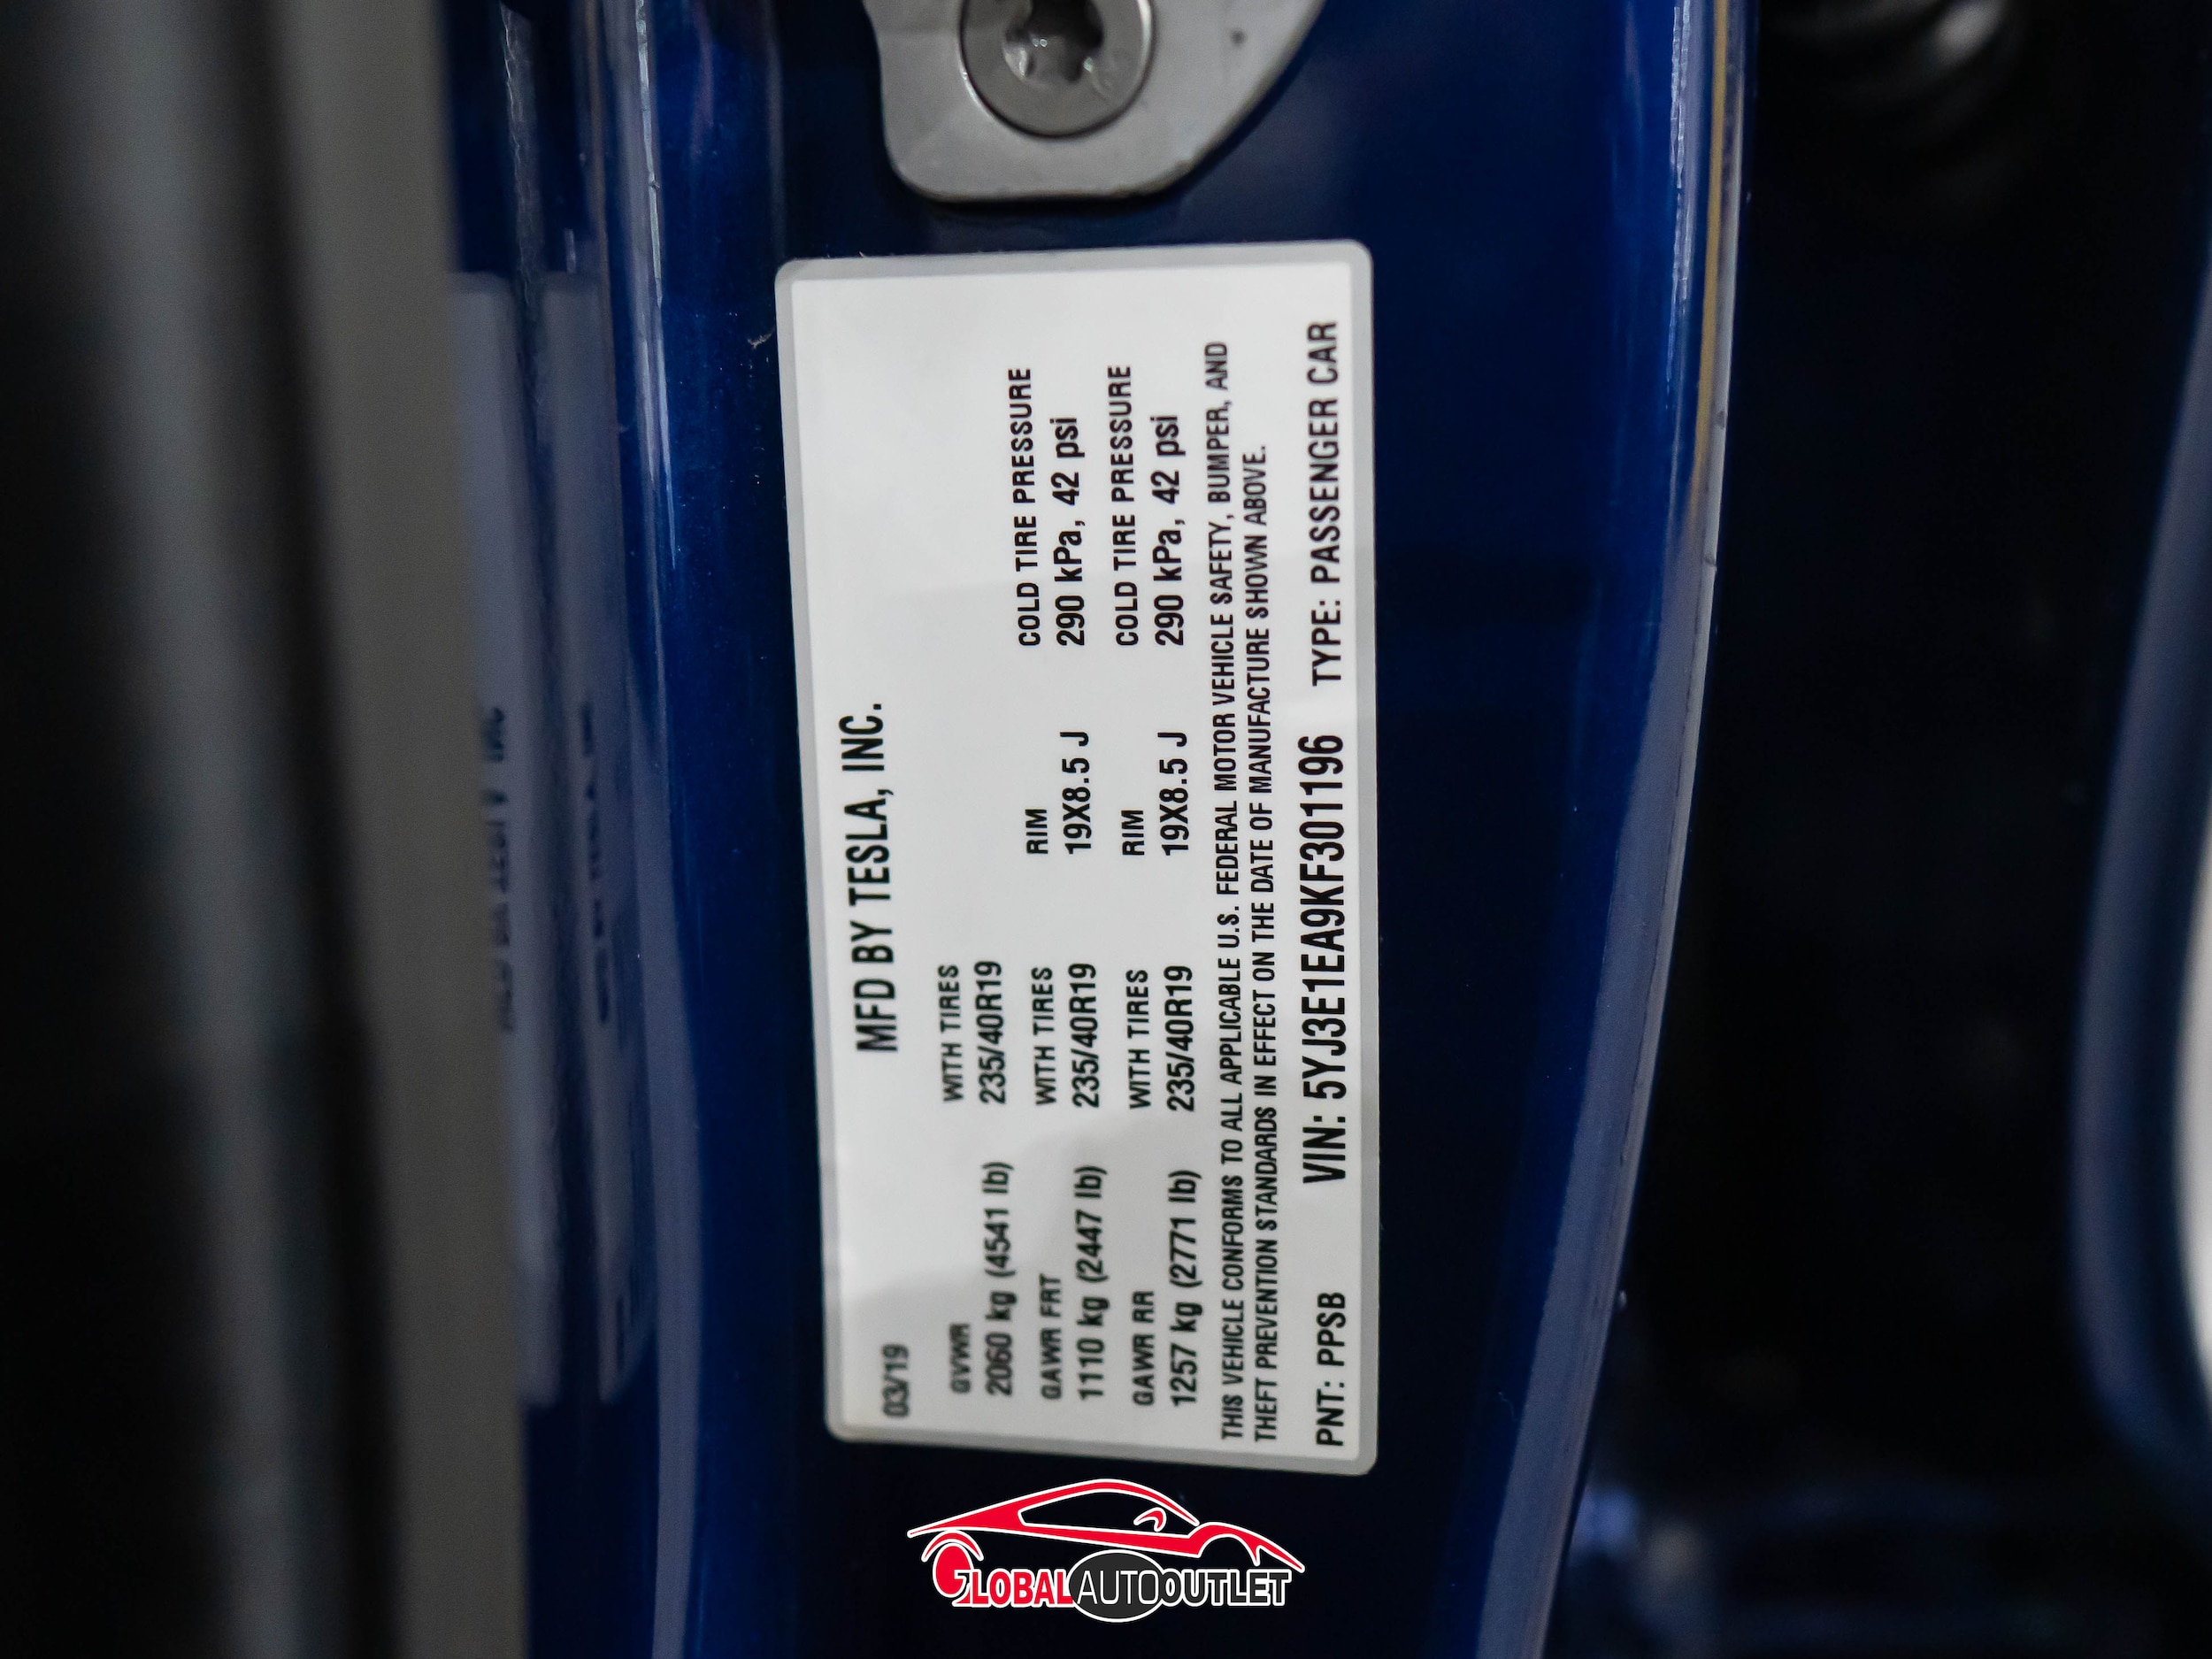 03/19
MFD BY TESLA, INC.
GVWR WITH TIRES
2060 kg (4541 lb) 235/40R19
GAWR FRT WITH TIRES RIM COLD TIRE PRESSURE
1110 kg (2447 lb) 235/40R19 19X8.5 J 290 kPa, 42 psi
GAWR RR WITH TIRES RIM COLD TIRE PRESSURE
1257 kg (2771 lb) 235/40R19 19X8.5 J 290 kPa, 42 psi
THIS VEHICLE CONFORMS TO ALL APPLICABLE U.S. FEDERAL MOTOR VEHICLE SAFETY, BUMPER, AND
THEFT PREVENTION STANDARDS IN EFFECT ON THE DATE OF MANUFACTURE SHOWN ABOVE.
PNT: PPSB VIN: 5YJ3E1EA9KF301196 TYPE: PASSENGER CAR
GLOBALAUTOOUTLET